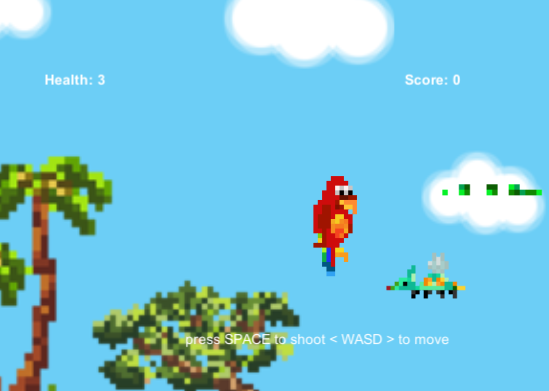 Health: 3
Score: 0
press SPACE to shoot < WASD > to move